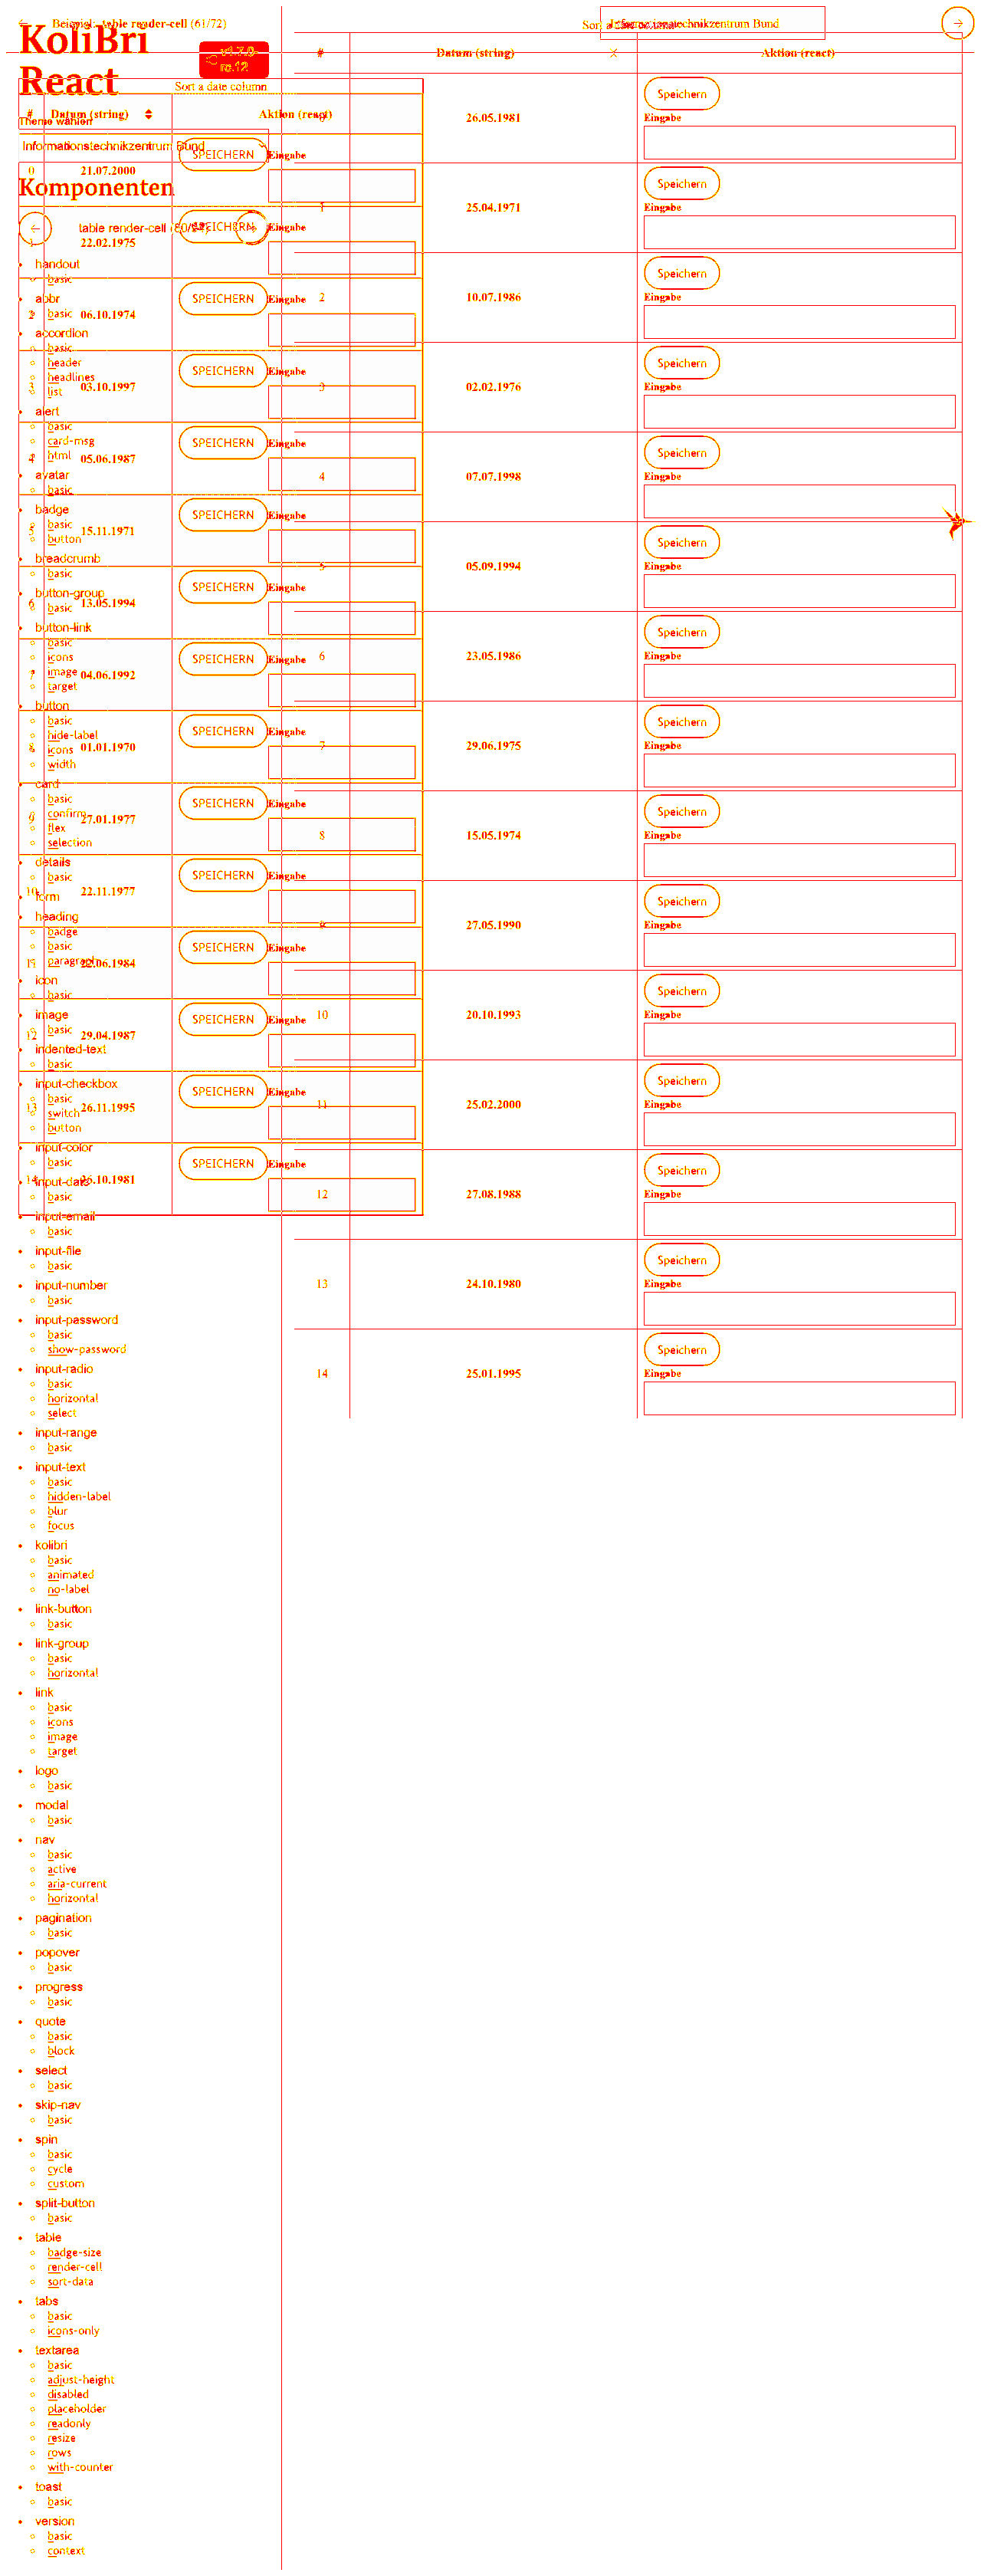 Beispiel: table render-cell (61/72)
Sort a date column
Informationstechnikzentrum Bund
KoliBri
React
v1.7.0-
rc.12
Sort a date column
# Datum (string) Aktion (react)
# Datum (string) Aktion (react)
Theme wählen
Informationstechnikzentrum Bund
Komponenten
table render-cell
0 21.07.2000 SPEICHERN Eingabe
1 22.02.1975 SPEICHERN Eingabe
2 06.10.1974 SPEICHERN Eingabe
3 03.10.1997 SPEICHERN Eingabe
4 05.06.1987 SPEICHERN Eingabe
5 15.11.1971 SPEICHERN Eingabe
6 13.05.1994 SPEICHERN Eingabe
7 04.06.1992 SPEICHERN Eingabe
8 01.01.1970 SPEICHERN Eingabe
9 27.01.1977 SPEICHERN Eingabe
10 22.11.1977 SPEICHERN Eingabe
11 22.06.1984 SPEICHERN Eingabe
12 29.04.1987 SPEICHERN Eingabe
13 26.11.1995 SPEICHERN Eingabe
14 26.10.1981 SPEICHERN Eingabe
handout
basic
abbr
basic
accordion
basic
header
headlines
list
alert
basic
card-msg
html
avatar
basic
badge
basic
button
breadcrumb
basic
button-group
basic
button-link
basic
icons
image
target
button
basic
hide-label
icons
width
card
basic
confirm
flex
selection
details
basic
form
heading
badge
basic
paragraph
icon
basic
image
basic
indented-text
basic
input-checkbox
basic
switch
button
input-color
basic
input-date
basic
input-email
basic
input-file
basic
input-number
basic
input-password
basic
show-password
input-radio
basic
horizontal
select
input-range
basic
input-text
basic
hidden-label
blur
focus
kolibri
basic
animated
no-label
link-button
basic
link-group
basic
horizontal
link
basic
icons
image
target
logo
basic
modal
basic
nav
basic
active
aria-current
horizontal
pagination
basic
popover
basic
progress
basic
quote
basic
block
select
basic
skip-nav
basic
spin
basic
cycle
custom
split-button
basic
table
badge-size
render-cell
sort-data
tabs
basic
icons-only
textarea
basic
adjust-height
disabled
placeholder
readonly
resize
rows
with-counter
toast
basic
version
basic
context
0 26.05.1981 Speichern Eingabe
1 25.04.1971 Speichern Eingabe
2 10.07.1986 Speichern Eingabe
3 02.02.1976 Speichern Eingabe
4 07.07.1998 Speichern Eingabe
5 05.09.1994 Speichern Eingabe
6 23.05.1986 Speichern Eingabe
7 29.06.1975 Speichern Eingabe
8 15.05.1974 Speichern Eingabe
9 27.05.1990 Speichern Eingabe
10 20.10.1993 Speichern Eingabe
11 25.02.2000 Speichern Eingabe
12 27.08.1988 Speichern Eingabe
13 24.10.1980 Speichern Eingabe
14 25.01.1995 Speichern Eingabe